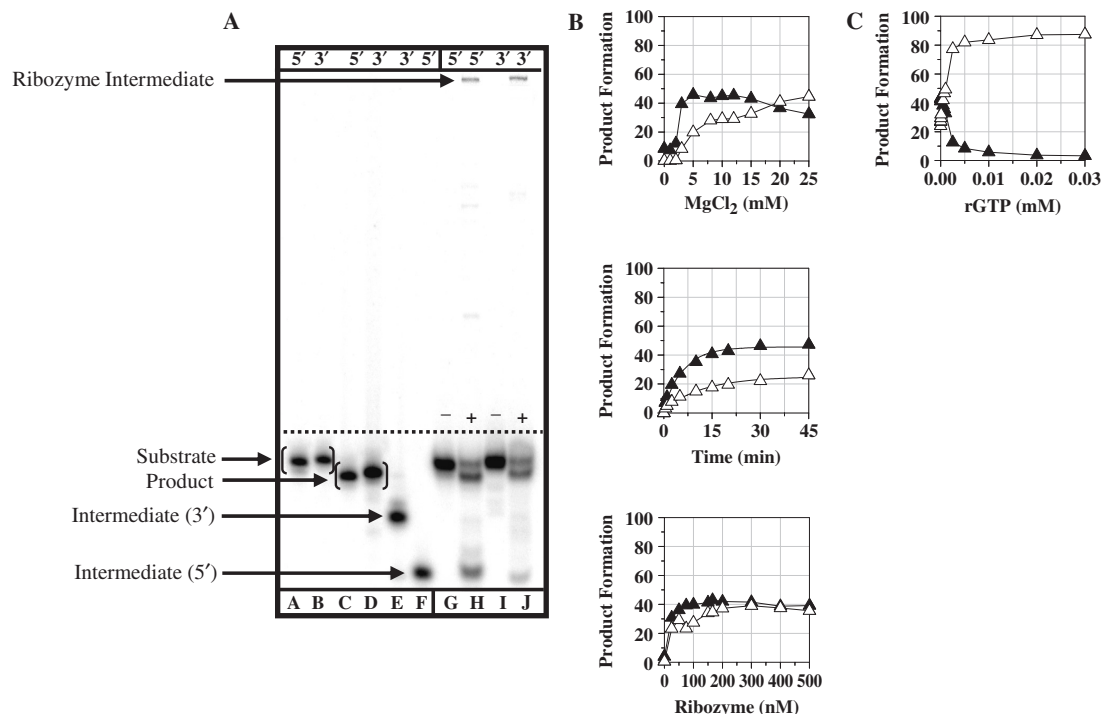 A
5′ 3′ 5′ 3′ 3′ 5′ 5′ 5′ 3′ 3′
Ribozyme Intermediate
− + − +
Substrate
Product
Intermediate (3′)
Intermediate (5′)
A B C D E F G H I J
B
Product Formation
100
80
60
40
20
0
0 5 10 15 20 25
MgCl2 (mM)
Product Formation
100
80
60
40
20
0
0 15 30 45
Time (min)
Product Formation
100
80
60
40
20
0
0 100 200 300 400 500
Ribozyme (nM)
C
Product Formation
100
80
60
40
20
0
0.00 0.01 0.02 0.03
rGTP (mM)